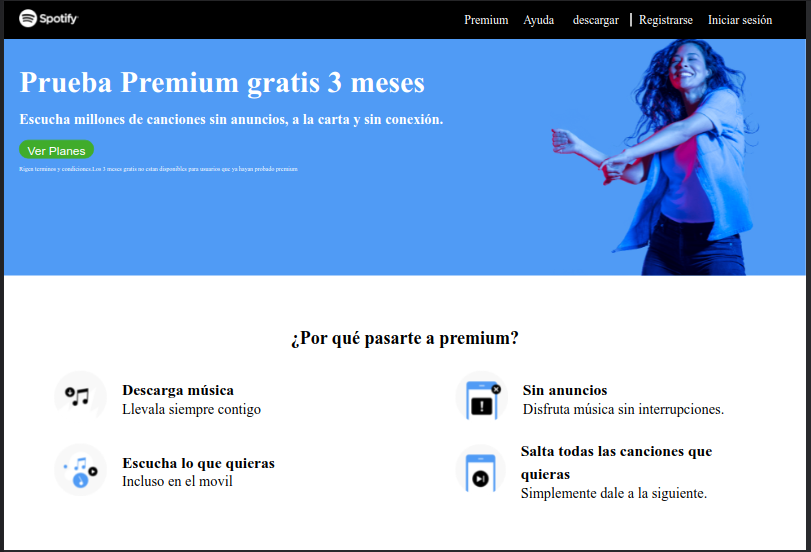 Spotify
Premium Ayuda descargar | Registrarse Iniciar sesión
Prueba Premium gratis 3 meses
Escucha millones de canciones sin anuncios, a la carta y sin conexión.
Ver Planes
Rigen terminos y condiciones.Los 3 meses gratis no estan disponibles para usuarios que ya hayan probado premium
¿Por qué pasarte a premium?
Descarga música
Llevala siempre contigo
Sin anuncios
Disfruta música sin interrupciones.
Escucha lo que quieras
Incluso en el movil
Salta todas las canciones que
quieras
Simplemente dale a la siguiente.